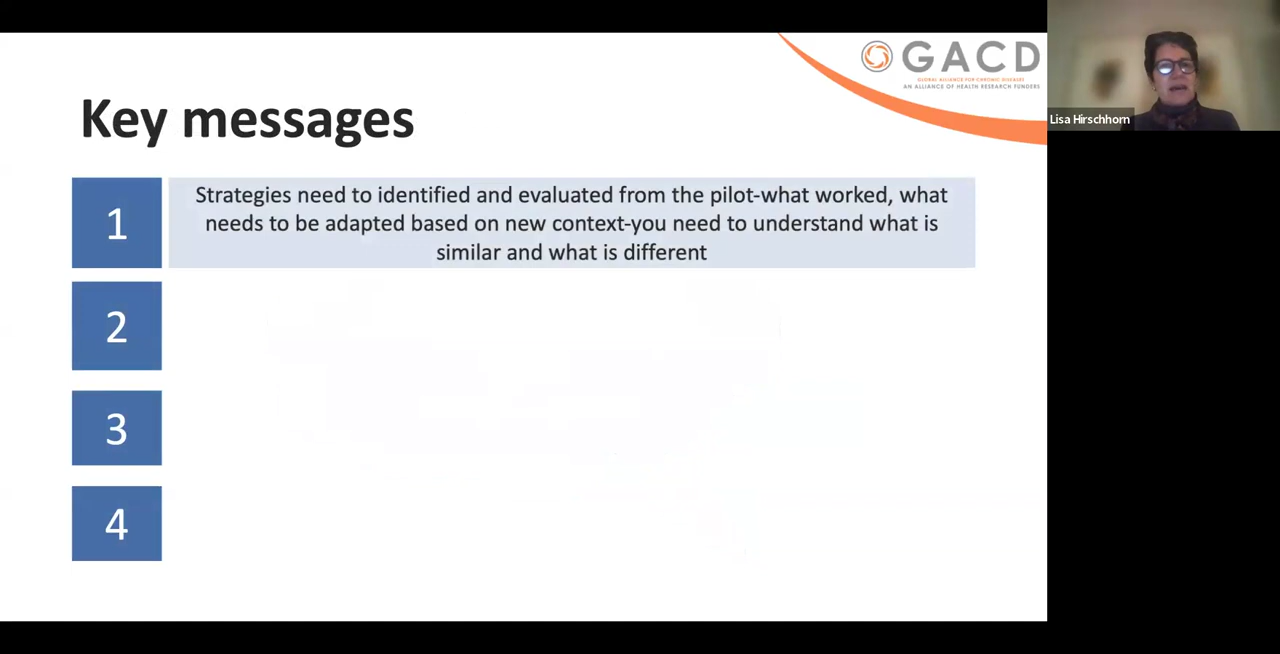 GACD
GLOBAL ALLIANCE FOR CHRONIC DISEASES
AN ALLIANCE OF HEALTH RESEARCH FUNDERS
Lisa Hirschhorn
Key messages
1
Strategies need to identified and evaluated from the pilot-what worked, what
needs to be adapted based on new context-you need to understand what is
similar and what is different
2
3
4